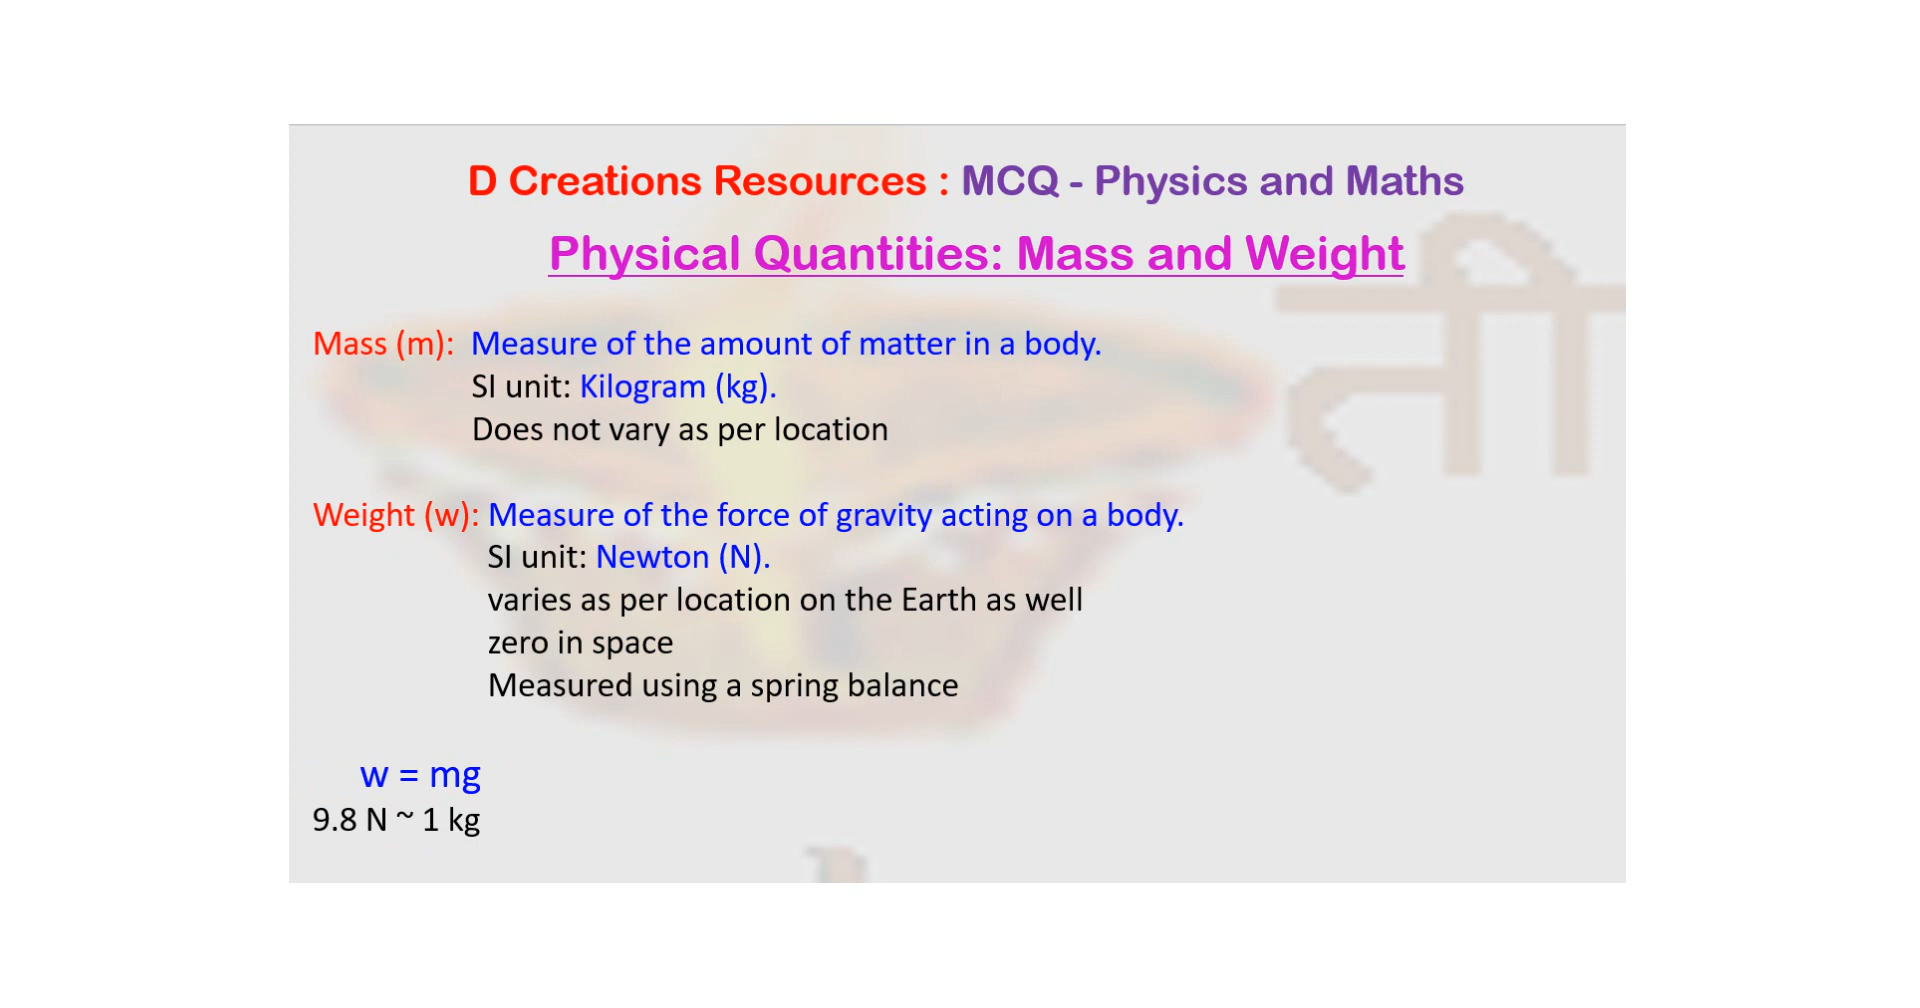 D Creations Resources : MCQ - Physics and Maths
Physical Quantities: Mass and Weight
Mass (m): Measure of the amount of matter in a body.
SI unit: Kilogram (kg).
Does not vary as per location
Weight (w): Measure of the force of gravity acting on a body.
SI unit: Newton (N).
varies as per location on the Earth as well
zero in space
Measured using a spring balance
w = mg
9.8 N ~ 1 kg
ती